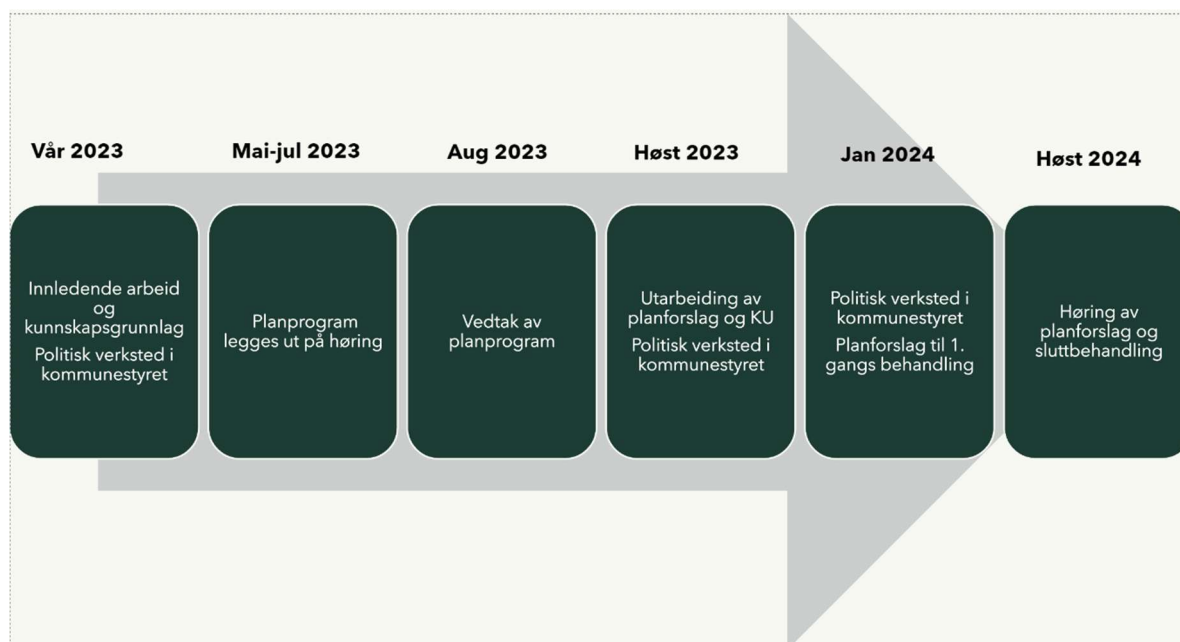 Vår 2023
Innledende arbeid
og
kunnskapsgrunnlag
Politisk verksted i
kommunestyret
Mai-jul 2023
Planprogram
legges ut på høring
Aug 2023
Vedtak av
planprogram
Høst 2023
Utarbeiding av
planforslag og KU
Politisk verksted i
kommunestyret
Jan 2024
Politisk verksted i
kommunestyret
Planforslag til 1.
gangs behandling
Høst 2024
Høring av
planforslag og
sluttbehandling